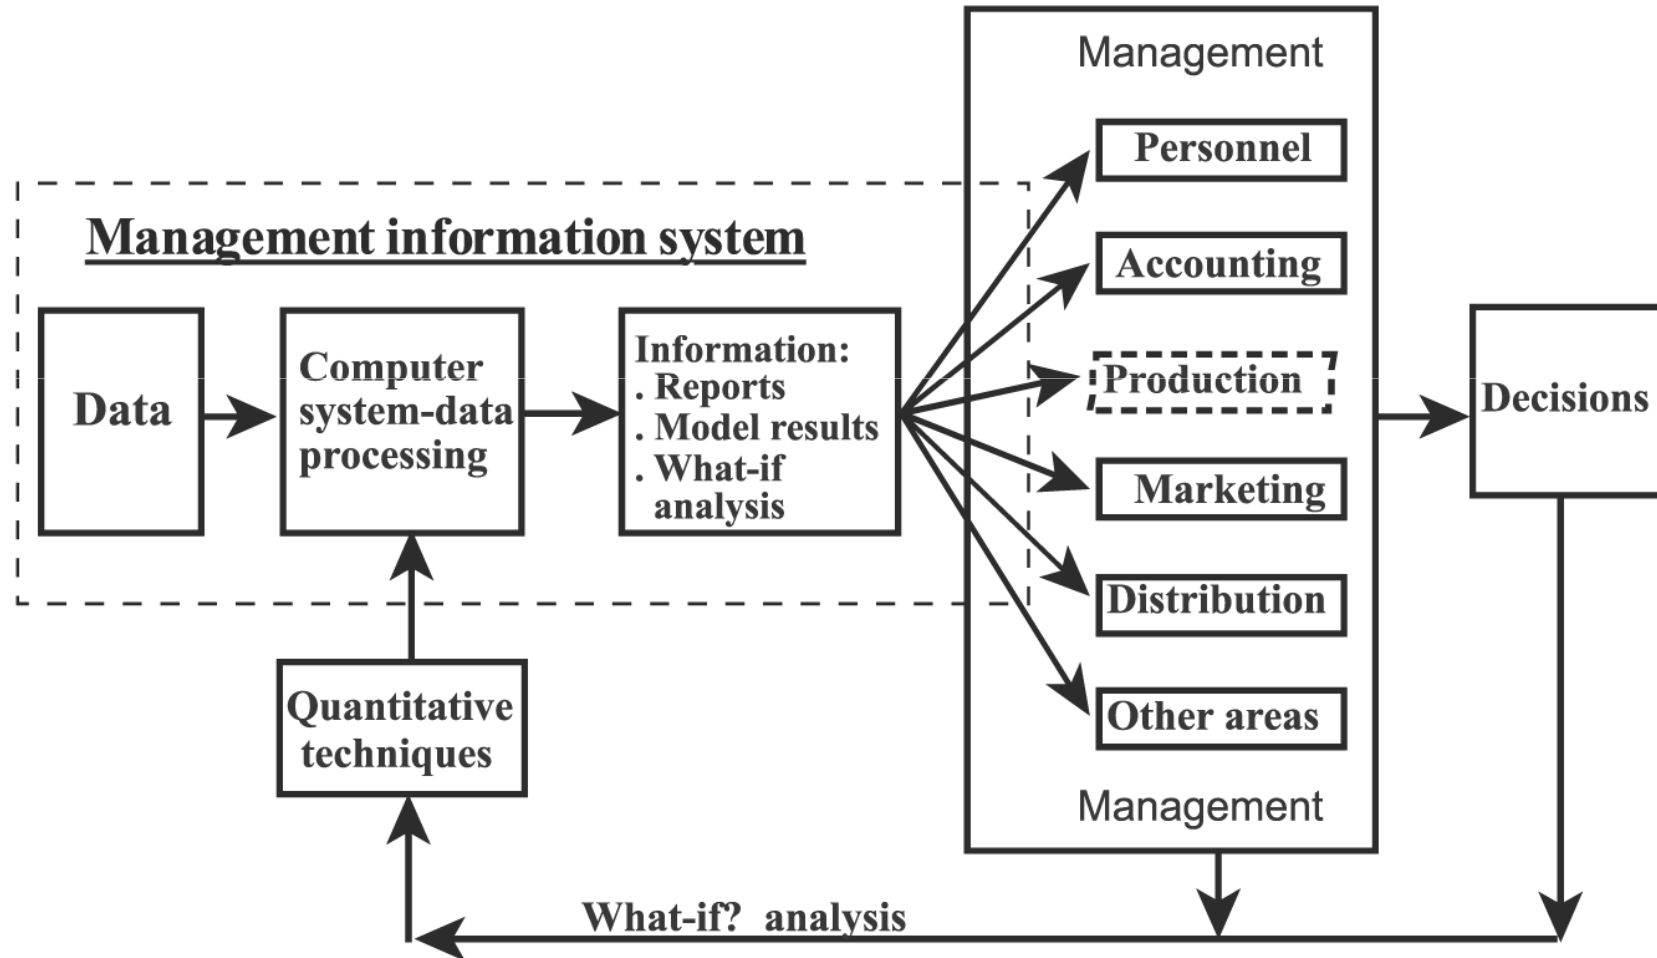 Management
Personnel
Management information system
Accounting
Data
Computer
system-data
processing
Information:
. Reports
. Model results
. What-if
analysis
Production
Decisions
Marketing
Distribution
Quantitative
techniques
Other areas
Management
What-if? analysis